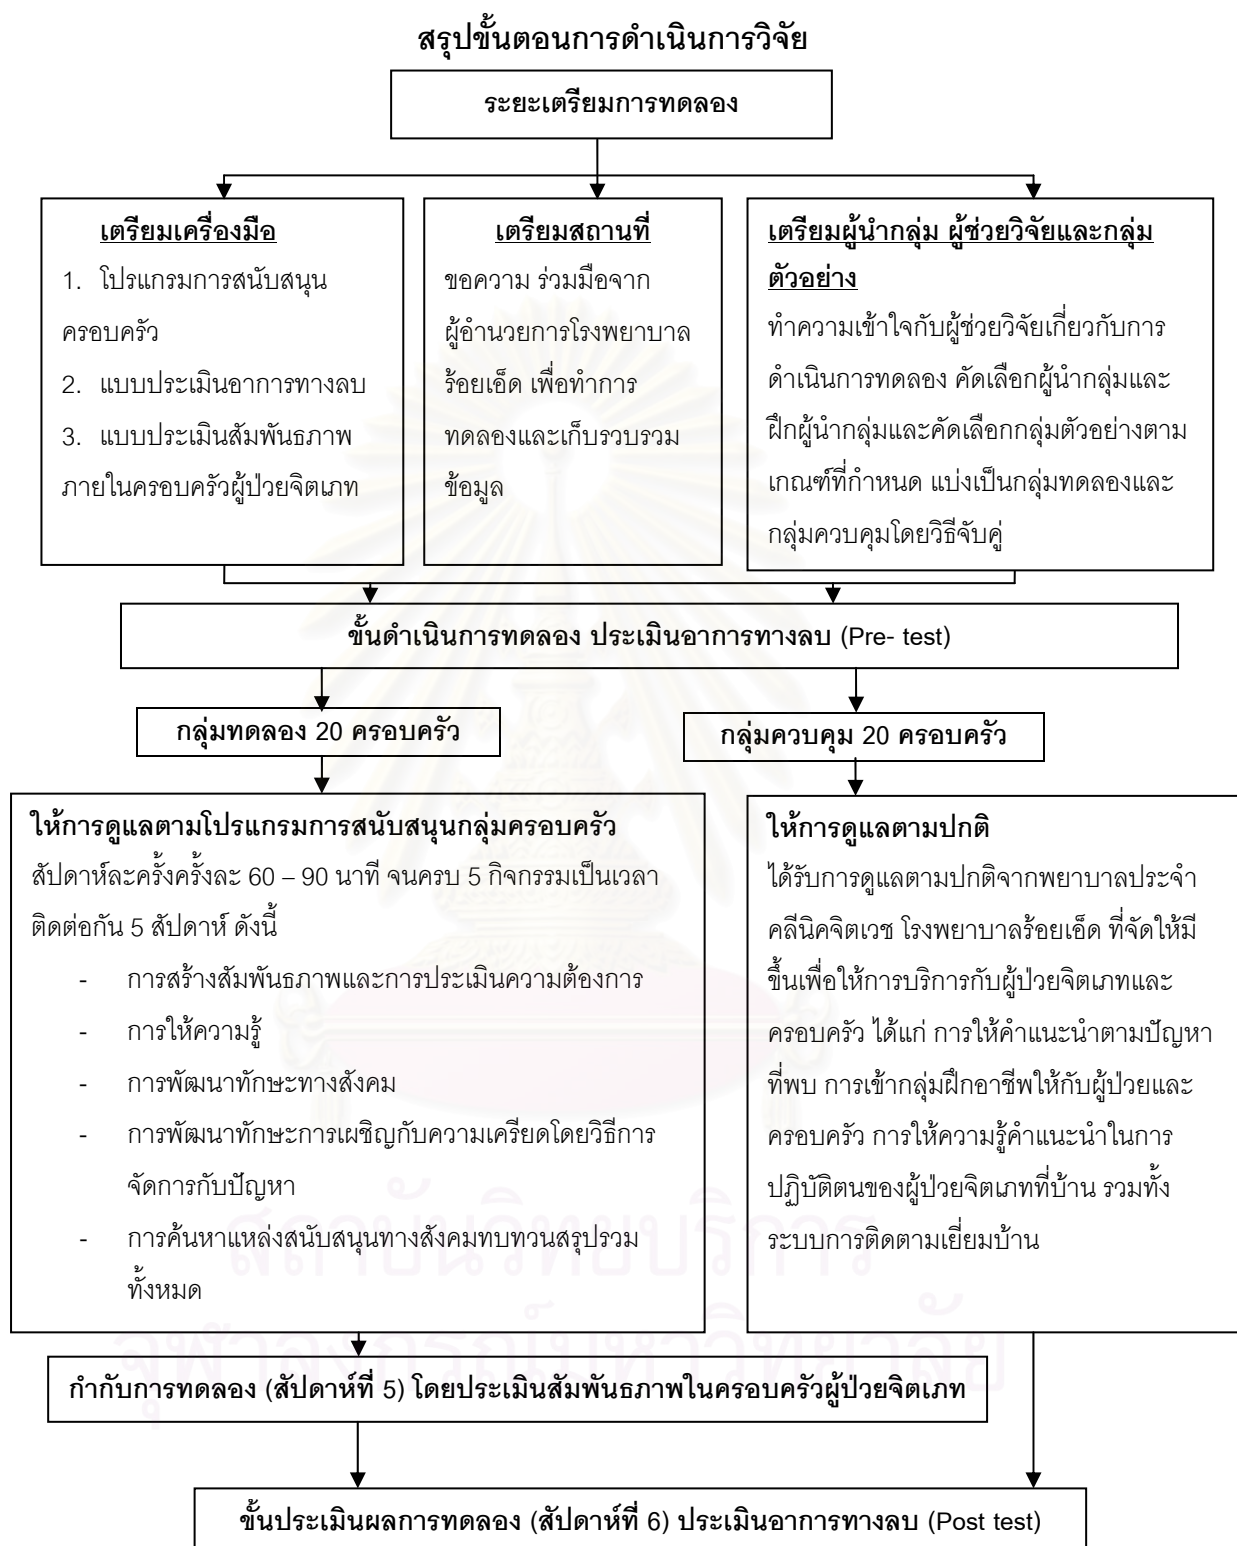 สรุปขั้นตอนการดำเนินการวิจัย
ระยะเตรียมการทดลอง
เตรียมเครื่องมือ
1. โปรแกรมการสนับสนุน
ครอบครัว
2. แบบประเมินอาการทางลบ
3. แบบประเมินสัมพันธภาพ
ภายในครอบครัวผู้ป่วยจิตเภท
เตรียมสถานที่
ขอความ ร่วมมือจาก
ผู้อำนวยการโรงพยาบาล
ร้อยเอ็ด เพื่อทำการ
ทดลองและเก็บรวบรวม
ข้อมูล
เตรียมผู้นำกลุ่ม ผู้ช่วยวิจัยและกลุ่ม
ตัวอย่าง
ทำความเข้าใจกับผู้ช่วยวิจัยเกี่ยวกับการ
ดำเนินการทดลอง คัดเลือกผู้นำกลุ่มและ
ฝึกผู้นำกลุ่มและคัดเลือกกลุ่มตัวอย่างตาม
เกณฑ์ที่กำหนด แบ่งเป็นกลุ่มทดลองและ
กลุ่มควบคุมโดยวิธีจับคู่
ขั้นดำเนินการทดลอง ประเมินอาการทางลบ (Pre- test)
กลุ่มทดลอง 20 ครอบครัว
กลุ่มควบคุม 20 ครอบครัว
ให้การดูแลตามโปรแกรมการสนับสนุนกลุ่มครอบครัว
สัปดาห์ละครั้งครั้งละ 60 – 90 นาที จนครบ 5 กิจกรรมเป็นเวลา
ติดต่อกัน 5 สัปดาห์ ดังนี้
- การสร้างสัมพันธภาพและการประเมินความต้องการ
- การให้ความรู้
- การพัฒนาทักษะทางสังคม
- การพัฒนาทักษะการเผชิญกับความเครียดโดยวิธีการ
จัดการกับปัญหา
- การค้นหาแหล่งสนับสนุนทางสังคมทบทวนสรุปรวม
ทั้งหมด
ให้การดูแลตามปกติ
ได้รับการดูแลตามปกติจากพยาบาลประจำ
คลีนิคจิตเวช โรงพยาบาลร้อยเอ็ด ที่จัดให้มี
ขึ้นเพื่อให้การบริการกับผู้ป่วยจิตเภทและ
ครอบครัว ได้แก่ การให้คำแนะนำตามปัญหา
ที่พบ การเข้ากลุ่มฝึกอาชีพให้กับผู้ป่วยและ
ครอบครัว การให้ความรู้คำแนะนำในการ
ปฏิบัติตนของผู้ป่วยจิตเภทที่บ้าน รวมทั้ง
ระบบการติดตามเยี่ยมบ้าน
สถาบันวิทยบริการ
จุฬาลงกรณ์มหาวิทยาลัย
กำกับการทดลอง (สัปดาห์ที่ 5) โดยประเมินสัมพันธภาพในครอบครัวผู้ป่วยจิตเภท
ขั้นประเมินผลการทดลอง (สัปดาห์ที่ 6) ประเมินอาการทางลบ (Post test)